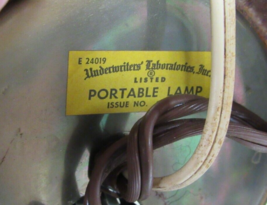 E 24019
Underwriters' Laboratories, Inc.
LISTED
PORTABLE LAMP
ISSUE NO.